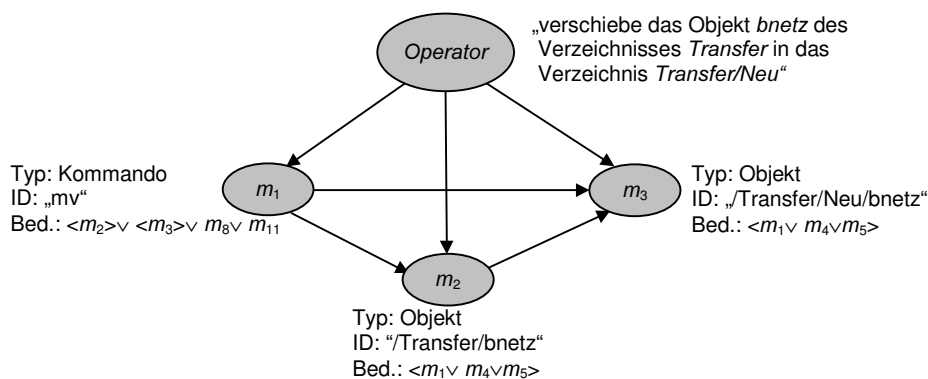 Operator
„verschiebe das Objekt bnetz des
Verzeichnisses Transfer in das
Verzeichnis Transfer/Neu“
Typ: Kommando
ID: „mv“
Bed.: <m₂>∨ <m₃>∨ m₈∨ m₁₁
m₁
m₃
Typ: Objekt
ID: „/Transfer/Neu/bnetz“
Bed.: <m₁∨ m₄∨m₅>
m₂
Typ: Objekt
ID: “/Transfer/bnetz“
Bed.: <m₁∨ m₄∨m₅>